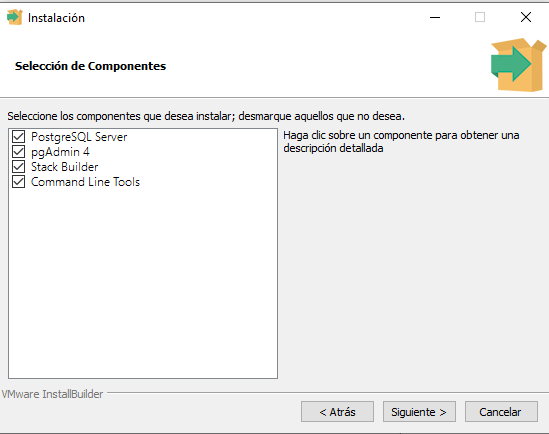 Instalación
Selección de Componentes
Seleccione los componentes que desea instalar; desmarque aquellos que no desea.
PostgreSQL Server
pgAdmin 4
Stack Builder
Command Line Tools
Haga clic sobre un componente para obtener una
descripción detallada
VMware InstallBuilder
< Atrás
Siguiente >
Cancelar